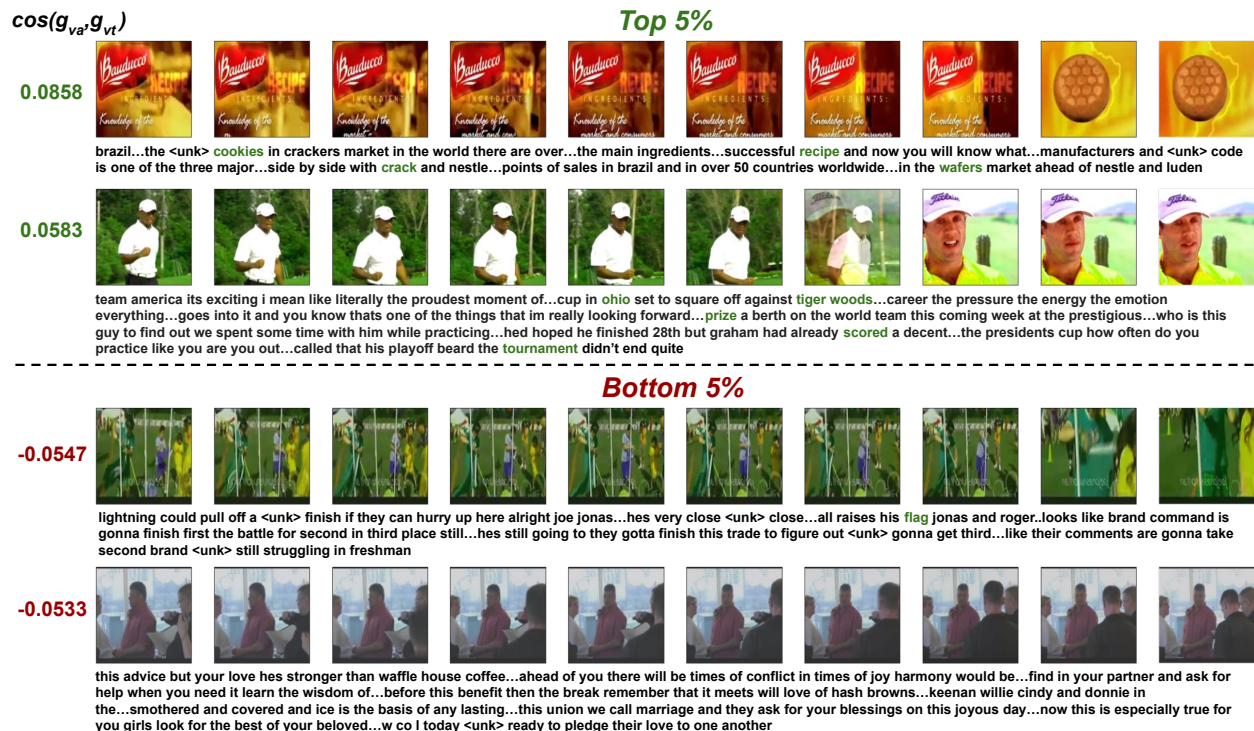 cos(g_va,g_vt)
Top 5%
0.0858
Bauducco
RECIPE
INGREDIENTS:
Knowledge of the
market and consumers
brazil...the <unk> cookies in crackers market in the world there are over...the main ingredients...successful recipe and now you will know what...manufacturers and <unk> code
is one of the three major...side by side with crack and nestle...points of sales in brazil and in over 50 countries worldwide...in the wafers market ahead of nestle and luden
0.0583
Titleist
team america its exciting i mean like literally the proudest moment of...cup in ohio set to square off against tiger woods...career the pressure the energy the emotion
everything...goes into it and you know thats one of the things that im really looking forward...prize a berth on the world team this coming week at the prestigious...who is this
guy to find out we spent some time with him while practicing...hed hoped he finished 28th but graham had already scored a decent...the presidents cup how often do you
practice like you are you out...called that his playoff beard the tournament didn't end quite
Bottom 5%
-0.0547
lightning could pull off a <unk> finish if they can hurry up here alright joe jonas...hes very close <unk> close...all raises his flag jonas and roger..looks like brand command is
gonna finish first the battle for second in third place still...hes still going to they gotta finish this trade to figure out <unk> gonna get third...like their comments are gonna take
second brand <unk> still struggling in freshman
-0.0533
this advice but your love hes stronger than waffle house coffee...ahead of you there will be times of conflict in times of joy harmony would be...find in your partner and ask for
help when you need it learn the wisdom of...before this benefit then the break remember that it meets will love of hash browns...keenan willie cindy and donnie in
the...smothered and covered and ice is the basis of any lasting...this union we call marriage and they ask for your blessings on this joyous day...now this is especially true for
you girls look for the best of your beloved...w co l today <unk> ready to pledge their love to one another